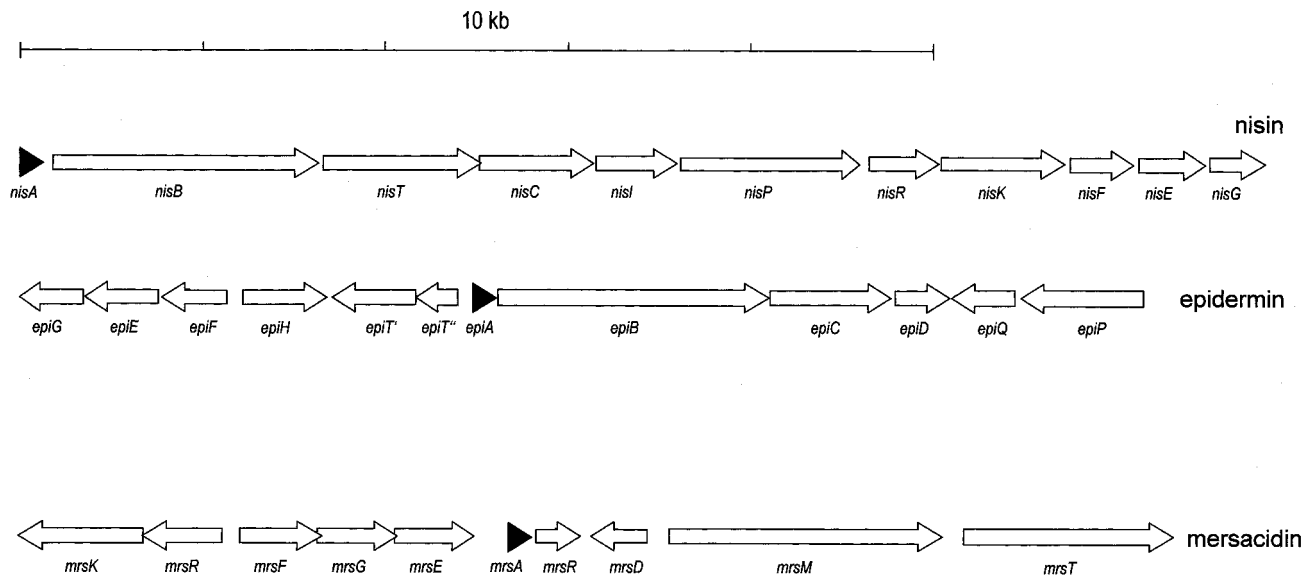 10 kb
nisin
nisA nisB nisT nisC nisI nisP nisR nisK nisF nisE nisG
epidermin
epiG epiE epiF epiH epiT' epiT" epiA epiB epiC epiD epiQ epiP
mersacidin
mrsK mrsR mrsF mrsG mrsE mrsA mrsR mrsD mrsM mrsT